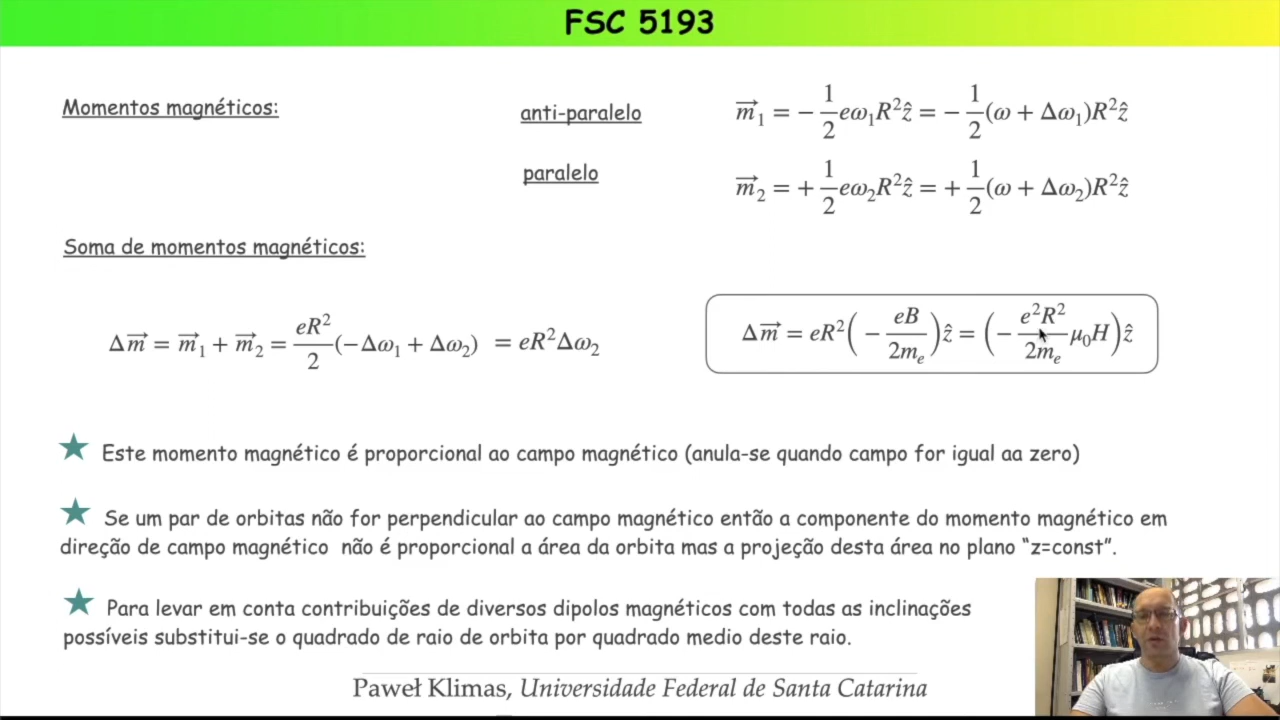 FSC 5193
Momentos magnéticos:
anti-paralelo
m⃗₁ = − 1/2 eω₁R²ẑ = − 1/2 (ω + Δω₁)R²ẑ
paralelo
m⃗₂ = + 1/2 eω₂R²ẑ = + 1/2 (ω + Δω₂)R²ẑ
Soma de momentos magnéticos:
Δm⃗ = m⃗₁ + m⃗₂ = eR²/2 (−Δω₁ + Δω₂) = eR²Δω₂
Δm⃗ = eR²(− eB/2mₑ)ẑ = (− e²R²/2mₑ μ₀H)ẑ
Este momento magnético é proporcional ao campo magnético (anula-se quando campo for igual aa zero)
Se um par de orbitas não for perpendicular ao campo magnético então a componente do momento magnético em
direção de campo magnético não é proporcional a área da orbita mas a projeção desta área no plano “z=const”.
Para levar em conta contribuições de diversos dipolos magnéticos com todas as inclinações
possíveis substitui-se o quadrado de raio de orbita por quadrado medio deste raio.
Paweł Klimas, Universidade Federal de Santa Catarina